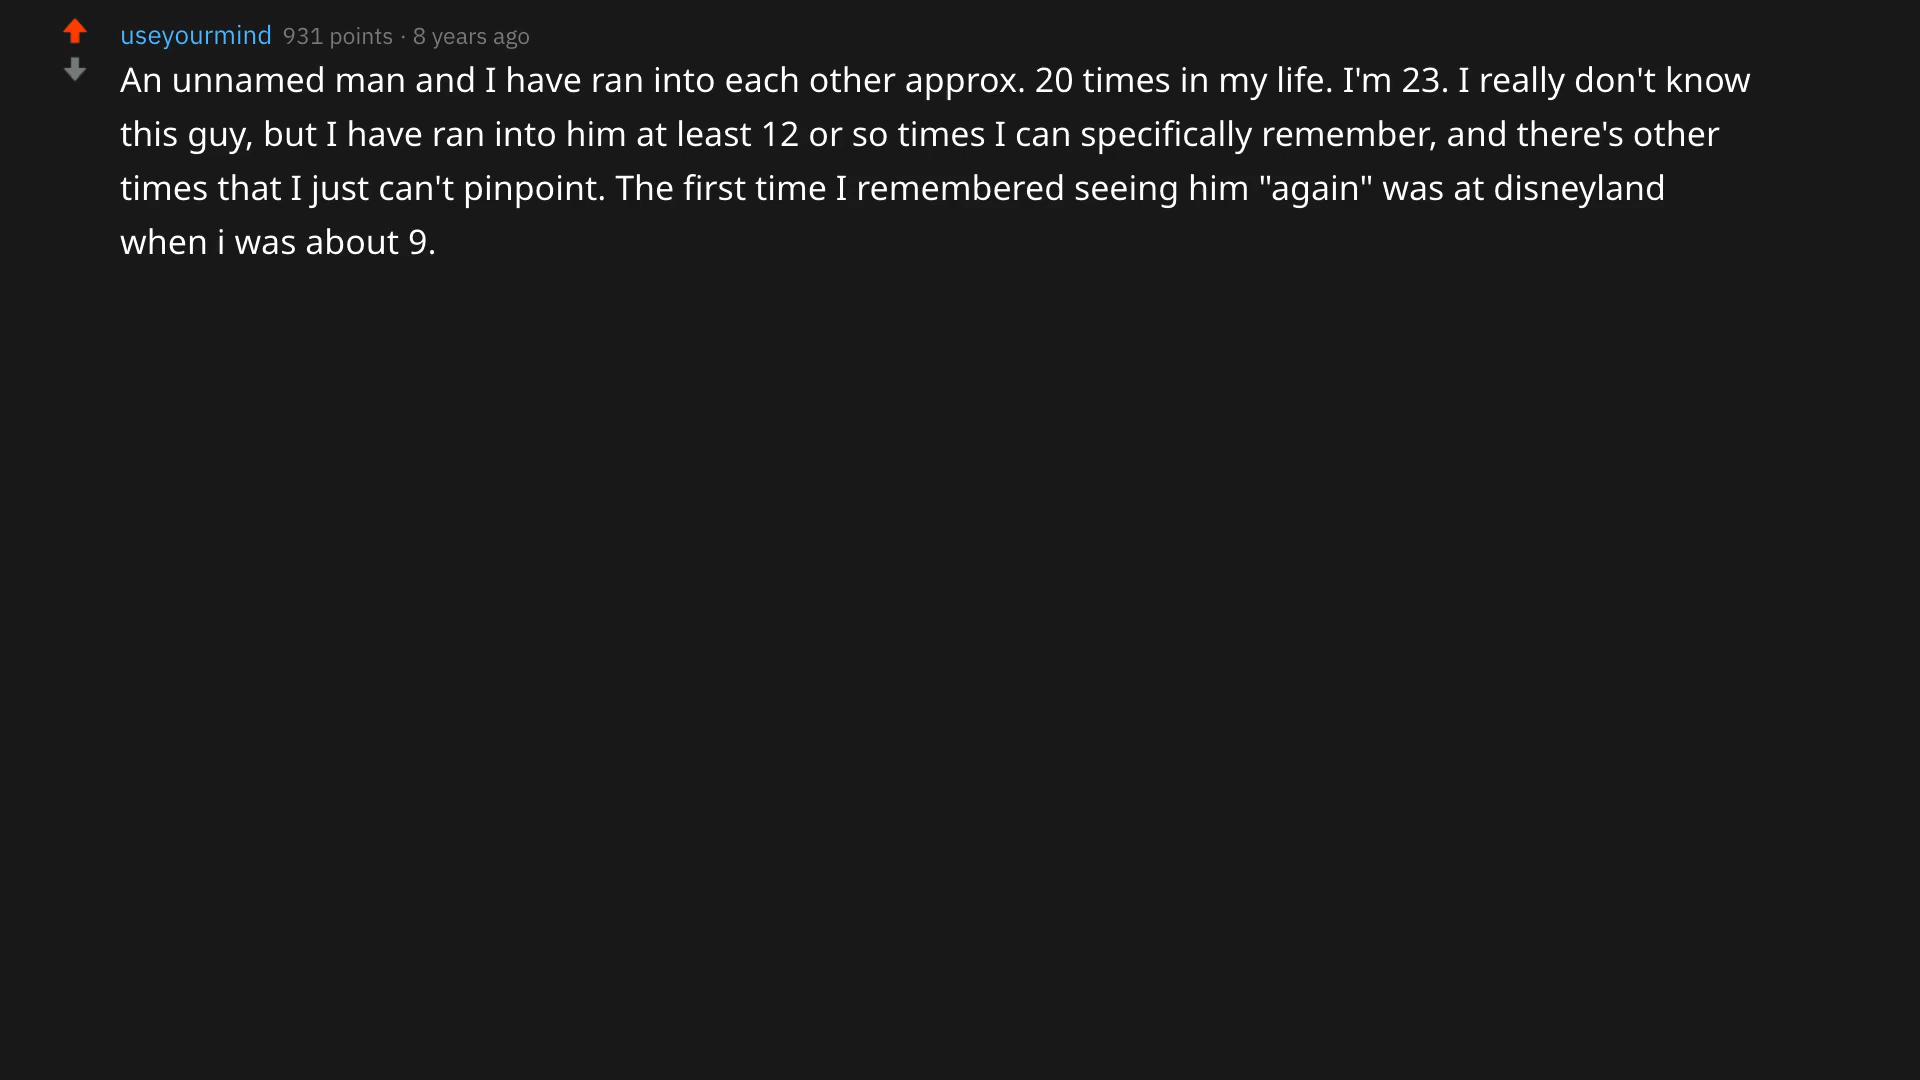 useyourmind 931 points · 8 years ago
An unnamed man and I have ran into each other approx. 20 times in my life. I'm 23. I really don't know
this guy, but I have ran into him at least 12 or so times I can specifically remember, and there's other
times that I just can't pinpoint. The first time I remembered seeing him "again" was at disneyland
when i was about 9.